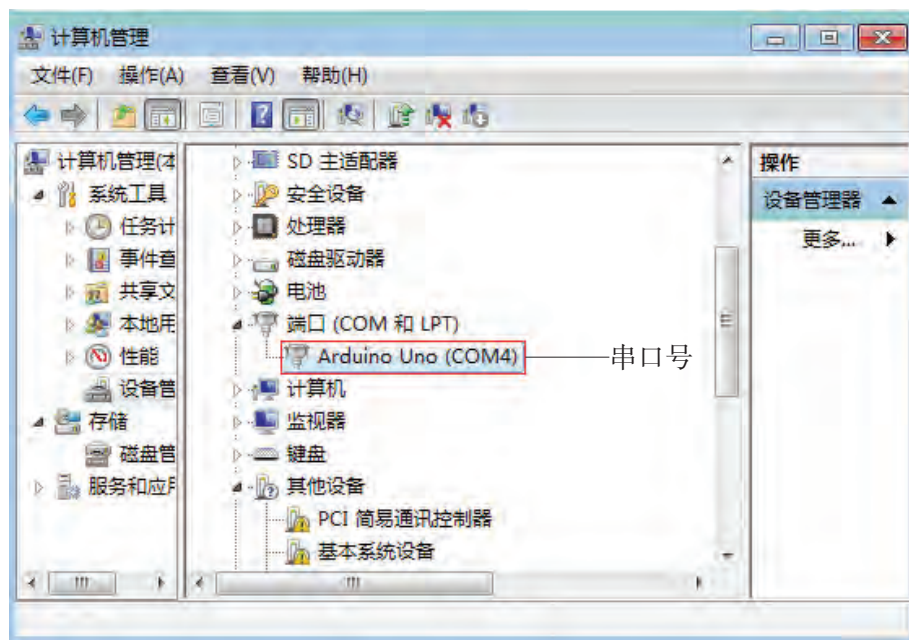 计算机管理
文件(F) 操作(A) 查看(V) 帮助(H)
计算机管理(本
系统工具
任务计
事件查
共享文
本地用
性能
设备管
存储
磁盘管
服务和应用
SD 主适配器
安全设备
处理器
磁盘驱动器
电池
端口 (COM 和 LPT)
Arduino Uno (COM4)
串口号
计算机
监视器
键盘
其他设备
PCI 简易通讯控制器
基本系统设备
操作
设备管理器
更多...